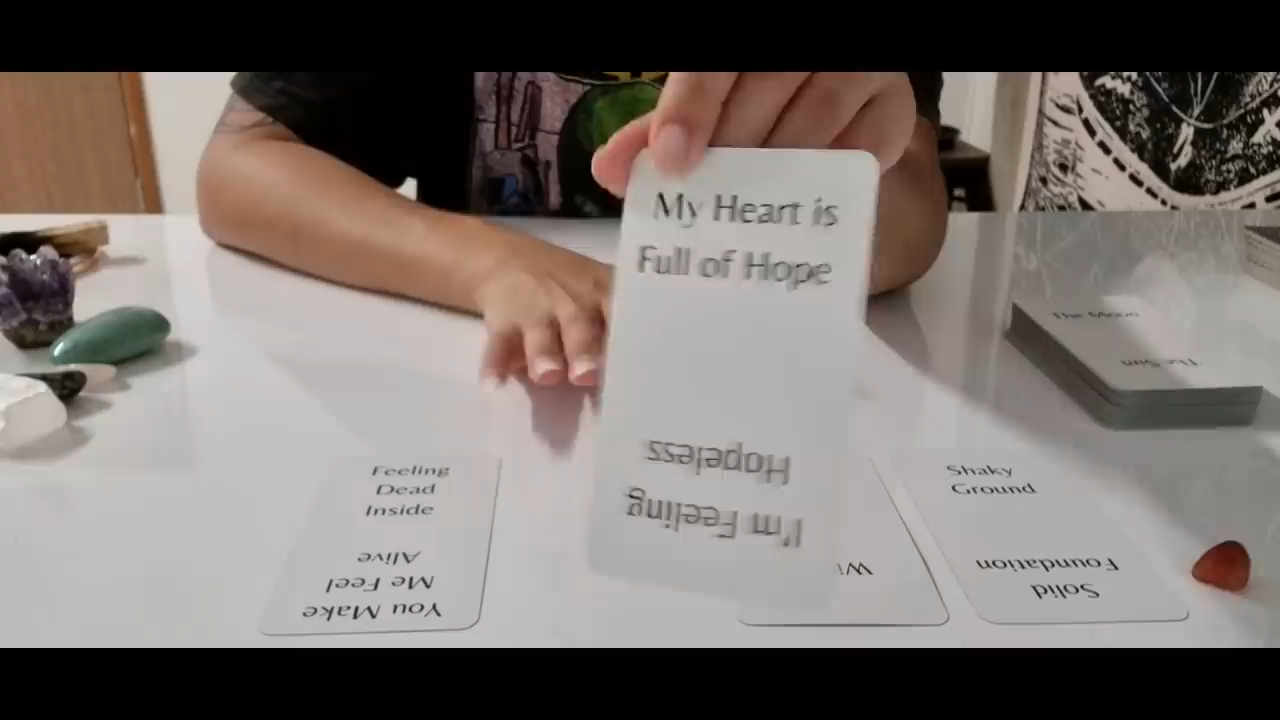 My Heart is
Full of Hope
Hopeless
I'm Feeling
The Moon
The Sun
Feeling
Dead
Inside
Alive
Me Feel
You Make
Wi
Shaky
Ground
Foundation
Solid